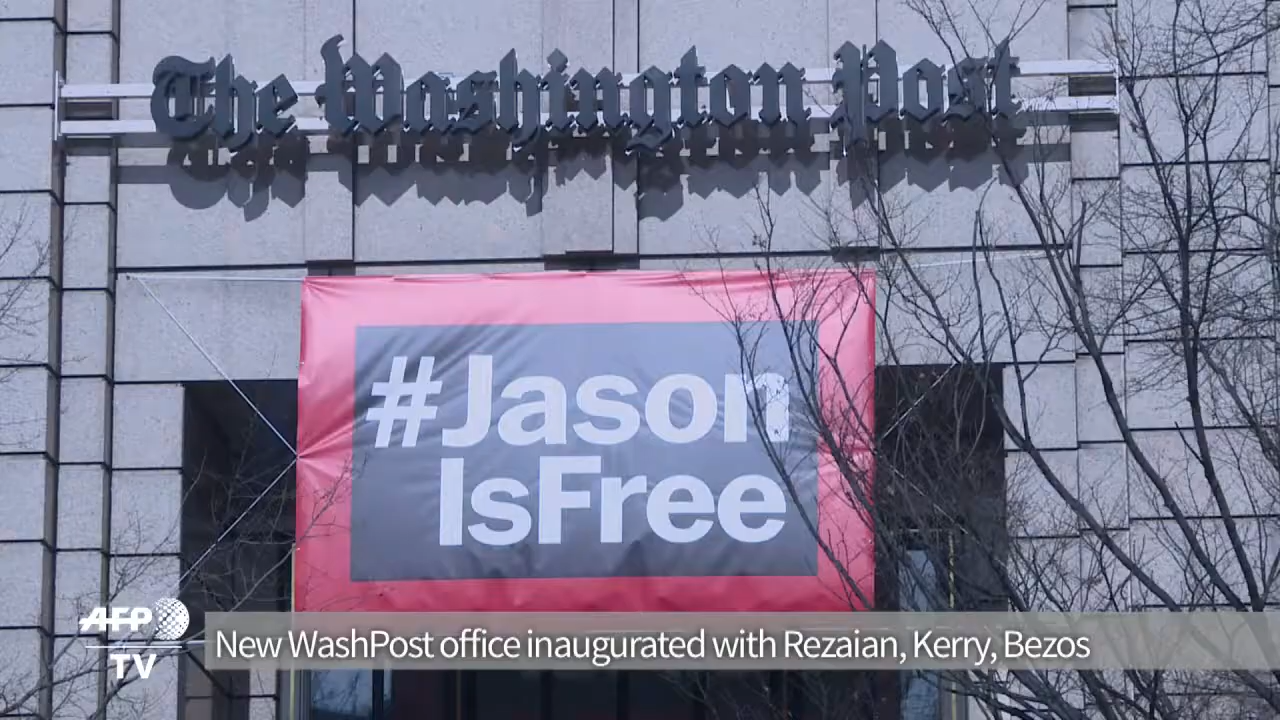 The Washington Post
#Jason
IsFree
AFP
TV
New WashPost office inaugurated with Rezaian, Kerry, Bezos